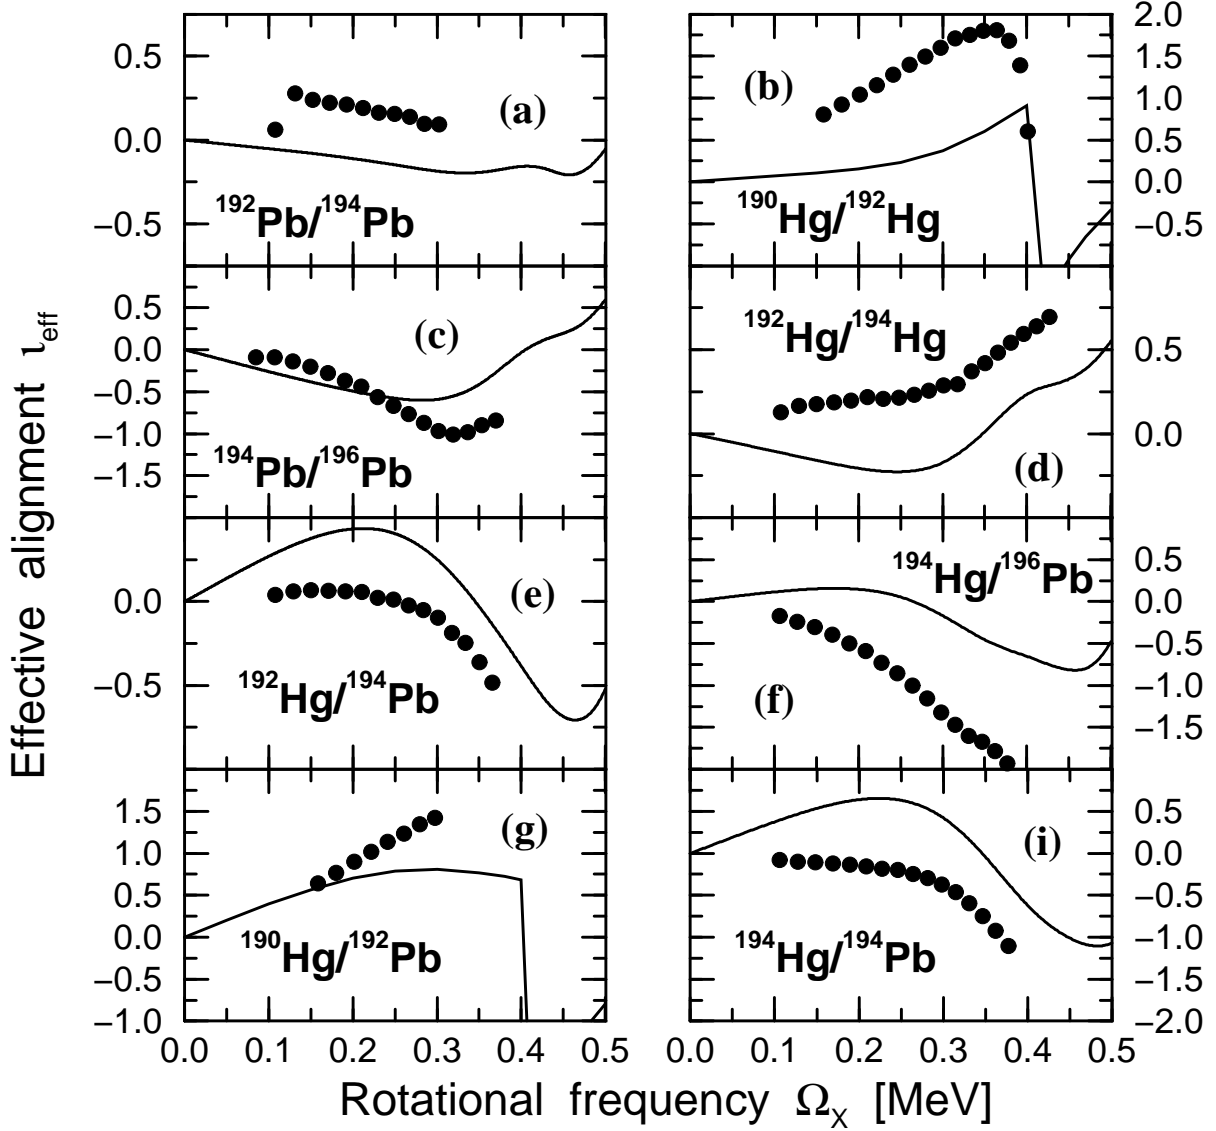 Effective alignment ι_eff
0.5
0.0
−0.5
(a)
¹⁹²Pb/¹⁹⁴Pb
2.0
1.5
1.0
0.5
0.0
−0.5
(b)
¹⁹⁰Hg/¹⁹²Hg
0.5
0.0
−0.5
−1.0
−1.5
(c)
¹⁹⁴Pb/¹⁹⁶Pb
0.5
0.0
¹⁹²Hg/¹⁹⁴Hg
(d)
0.0
−0.5
(e)
¹⁹²Hg/¹⁹⁴Pb
0.5
0.0
−0.5
−1.0
−1.5
¹⁹⁴Hg/¹⁹⁶Pb
(f)
1.5
1.0
0.5
0.0
−0.5
−1.0
(g)
¹⁹⁰Hg/¹⁹²Pb
0.5
0.0
−0.5
−1.0
−1.5
−2.0
(i)
¹⁹⁴Hg/¹⁹⁴Pb
0.0 0.1 0.2 0.3 0.4 0.5
0.0 0.1 0.2 0.3 0.4 0.5
Rotational frequency Ω_X [MeV]